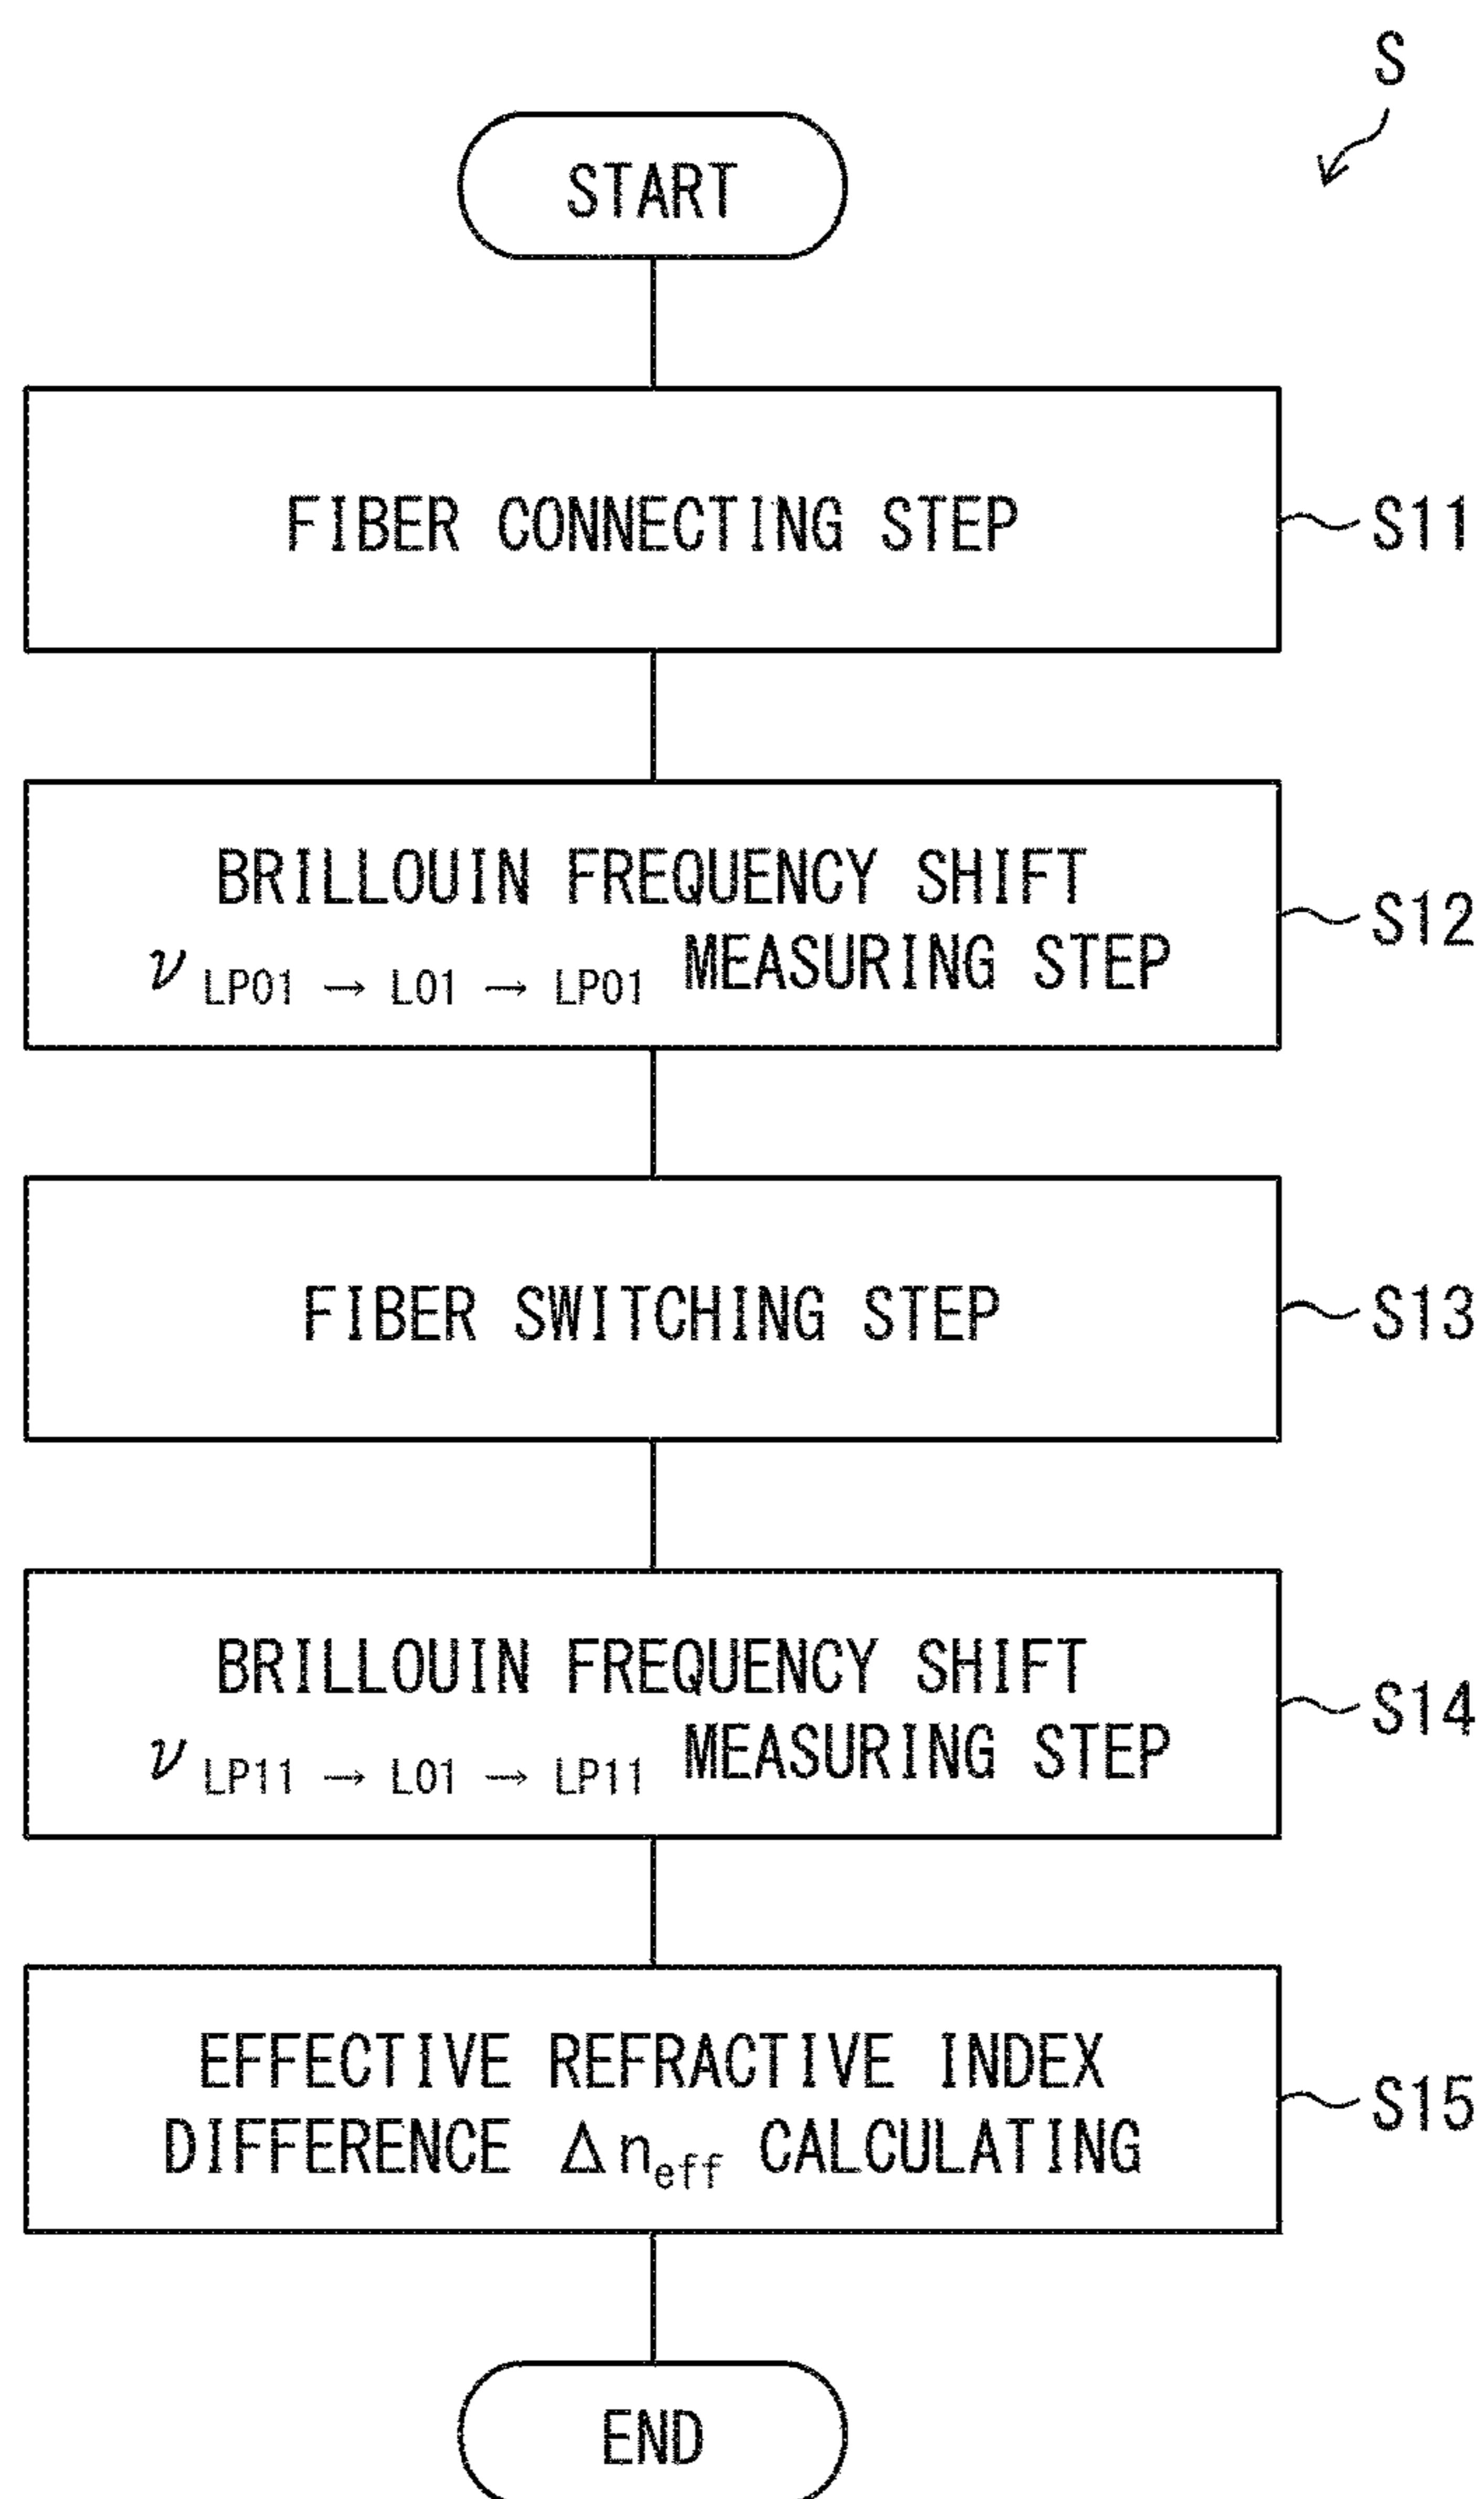 S
START
FIBER CONNECTING STEP
S11
BRILLOUIN FREQUENCY SHIFT
ν LP01 → L01 → LP01 MEASURING STEP
S12
FIBER SWITCHING STEP
S13
BRILLOUIN FREQUENCY SHIFT
ν LP11 → L01 → LP11 MEASURING STEP
S14
EFFECTIVE REFRACTIVE INDEX
DIFFERENCE Δneff CALCULATING
S15
END